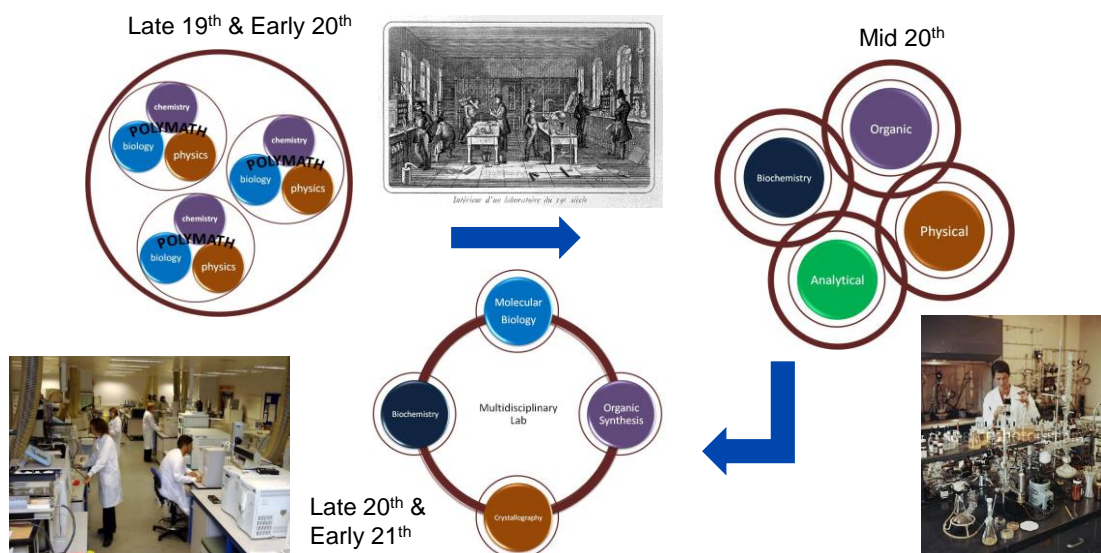 Late 19th & Early 20th
Mid 20th
chemistry
POLYMATH
biology
physics
chemistry
POLYMATH
biology
physics
chemistry
POLYMATH
biology
physics
Intérieur d'un laboratoire du 19e siècle
Organic
Biochemistry
Physical
Analytical
Molecular
Biology
Biochemistry
Multidisciplinary
Lab
Organic
Synthesis
Crystallography
Late 20th &
Early 21th